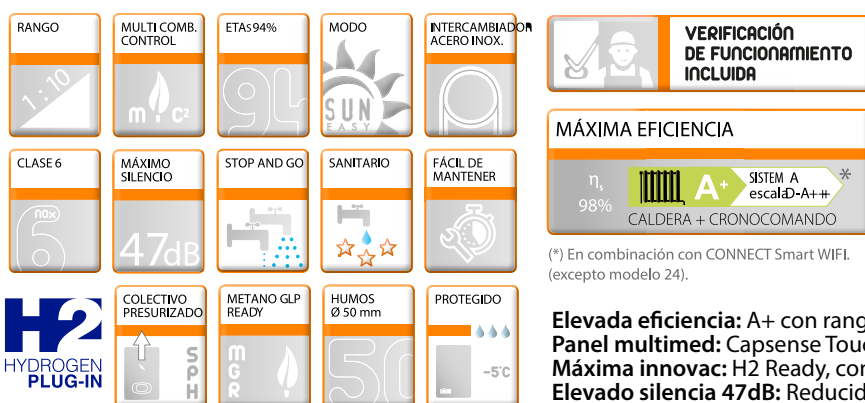 RANGO
1:10
MULTI COMB.
CONTROL
m C²
ETAs94%
94
MODO
SUN
EASY
INTERCAMBIADOR
ACERO INOX.
CLASE 6
nox
6
MÁXIMO
SILENCIO
47dB
STOP AND GO
SANITARIO
FÁCIL DE
MANTENER
H2
HYDROGEN
PLUG-IN
COLECTIVO
PRESURIZADO
SPH
METANO GLP
READY
MGR
HUMOS
Ø 50 mm
50
PROTEGIDO
-5°C
VERIFICACIÓN
DE FUNCIONAMIENTO
INCLUIDA
MÁXIMA EFICIENCIA
ηs
98%
A+
SISTEM A
escalaD-A+++
*
CALDERA + CRONOCOMANDO
(*) En combinación con CONNECT Smart WIFI.
(excepto modelo 24).
Elevada eficiencia: A+ con rang
Panel multimed: Capsense Touc
Máxima innovac: H2 Ready, con
Elevado silencia 47dB: Reducid